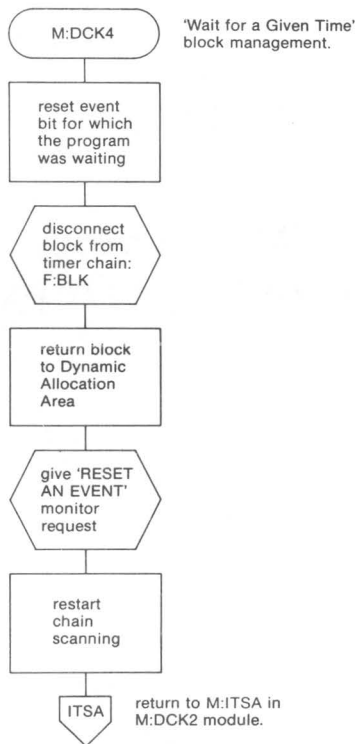 M:DCK4
'Wait for a Given Time'
block management.
reset event
bit for which
the program
was waiting
disconnect
block from
timer chain:
F:BLK
return block
to Dynamic
Allocation
Area
give 'RESET
AN EVENT'
monitor
request
restart
chain
scanning
ITSA
return to M:ITSA in
M:DCK2 module.